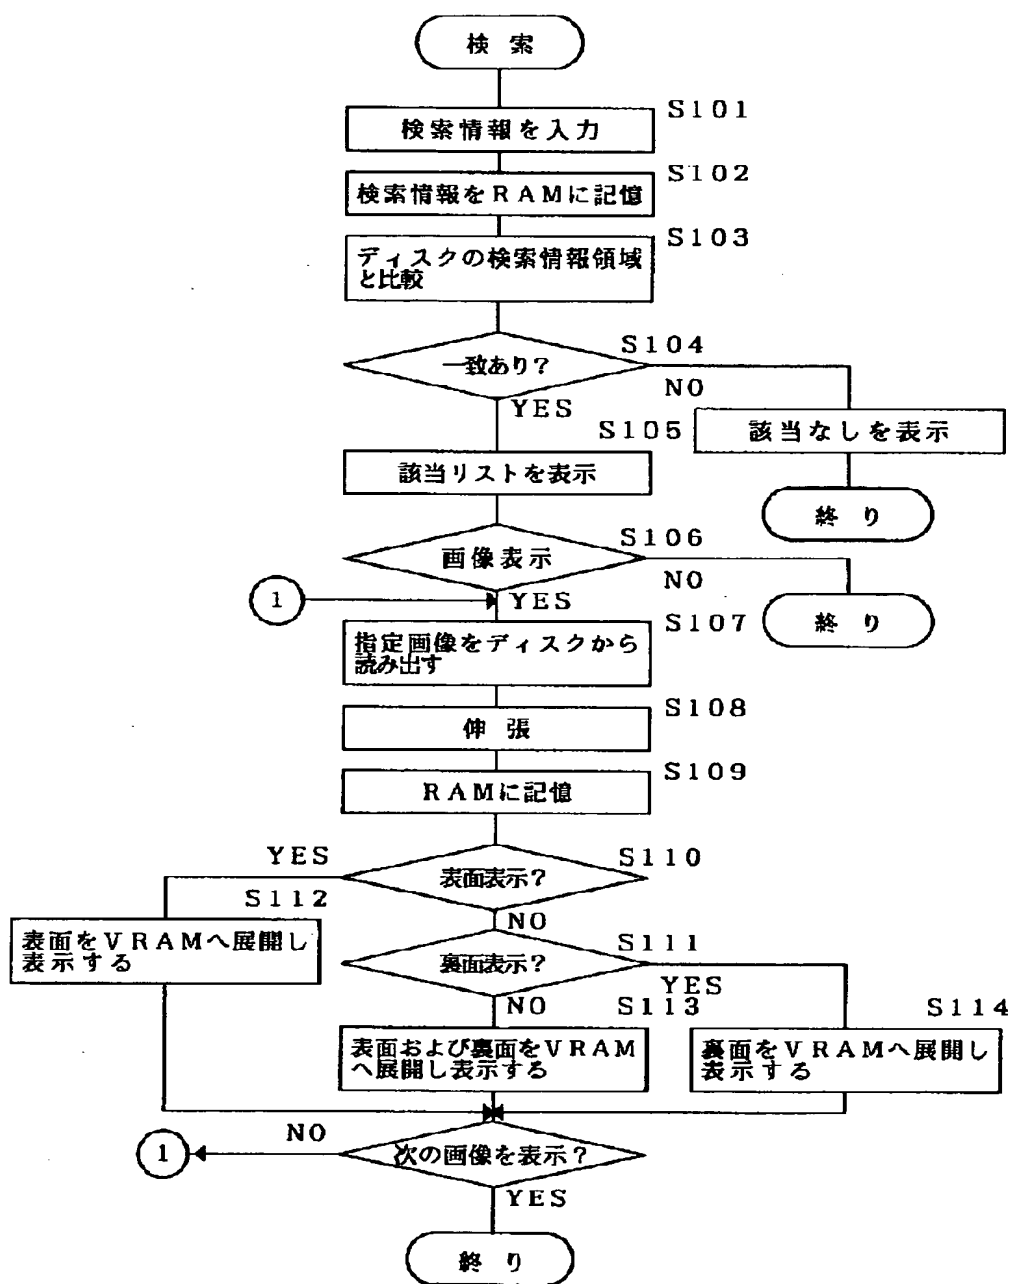 検索
S101
検索情報を入力
S102
検索情報をRAMに記憶
S103
ディスクの検索情報領域
と比較
S104
一致あり?
NO
YES
S105
該当なしを表示
該当リストを表示
終り
S106
画像表示
NO
1
YES
終り
S107
指定画像をディスクから
読み出す
S108
伸張
S109
RAMに記憶
YES
S110
表面表示?
S112
NO
表面をVRAMへ展開し
表示する
S111
裏面表示?
YES
NO
S113
S114
表面および裏面をVRAM
へ展開し表示する
裏面をVRAMへ展開し
表示する
NO
1
次の画像を表示?
YES
終り